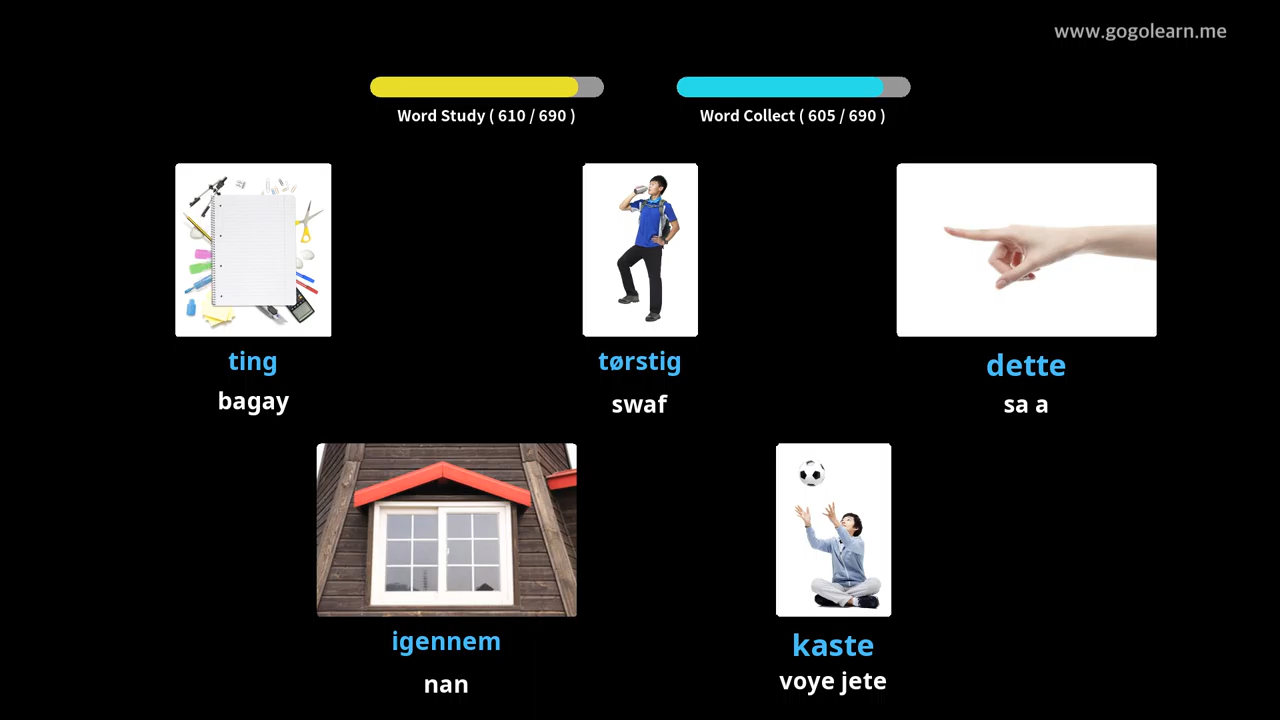 www.gogolearn.me
Word Study ( 610 / 690 )
Word Collect ( 605 / 690 )
ting
bagay
tørstig
swaf
dette
sa a
igennem
nan
kaste
voye jete